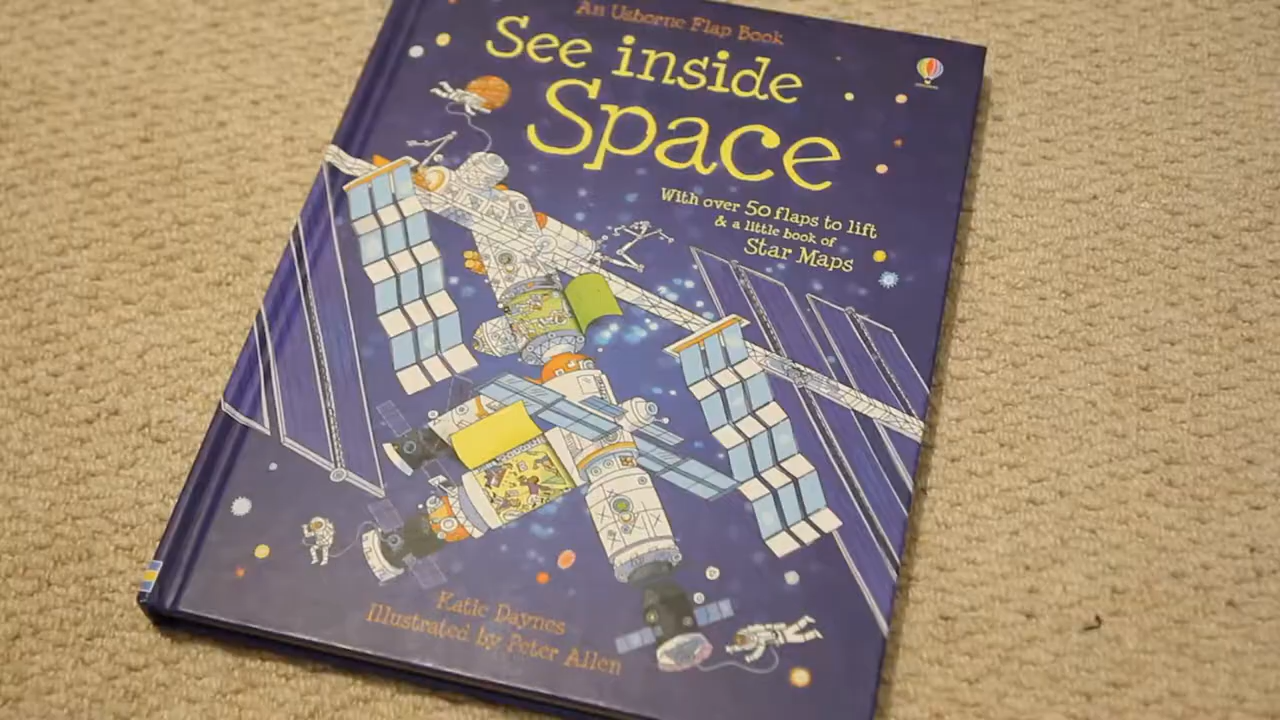 An Usborne Flap Book
See inside
Space
With over 50 flaps to lift
& a little book of
Star Maps
Katie Daynes
Illustrated by Peter Allen